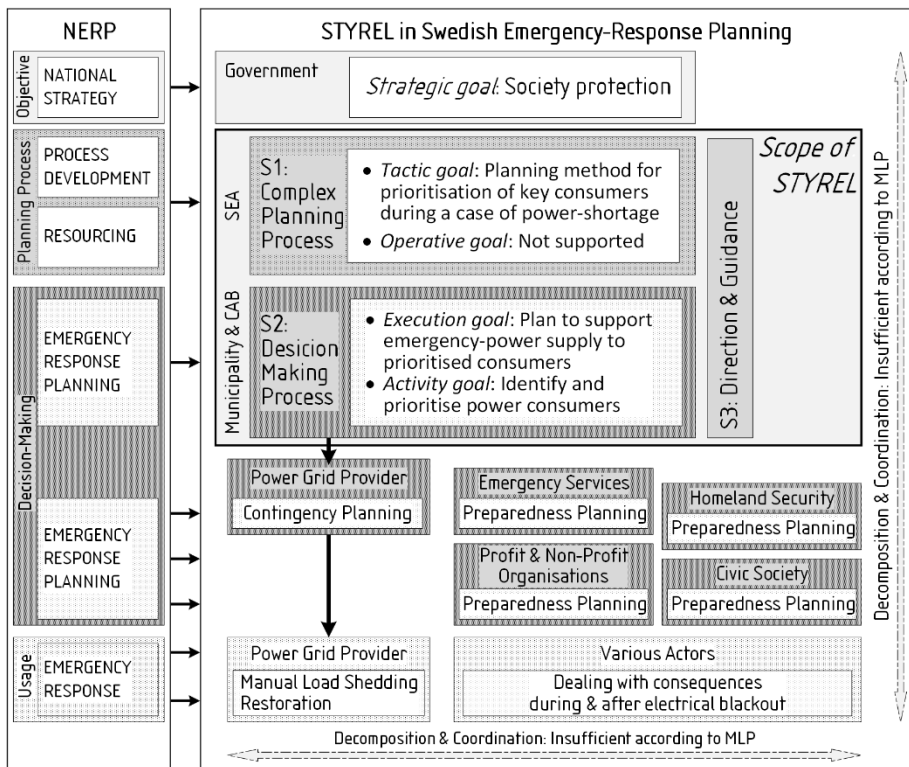 NERP
Objective
NATIONAL
STRATEGY
Planning Process
PROCESS
DEVELOPMENT
RESOURCING
Decision-Making
EMERGENCY
RESPONSE
PLANNING
EMERGENCY
RESPONSE
PLANNING
Usage
EMERGENCY
RESPONSE
STYREL in Swedish Emergency-Response Planning
Government
Strategic goal: Society protection
Scope of
STYREL
SEA
S1:
Complex
Planning
Process
• Tactic goal: Planning method for
prioritisation of key consumers
during a case of power-shortage
• Operative goal: Not supported
Municipality & CAB
S2:
Desicion
Making
Process
• Execution goal: Plan to support
emergency-power supply to
prioritised consumers
• Activity goal: Identify and
prioritise power consumers
S3: Direction & Guidance
Power Grid Provider
Contingency Planning
Emergency Services
Preparedness Planning
Homeland Security
Preparedness Planning
Profit & Non-Profit
Organisations
Preparedness Planning
Civic Society
Preparedness Planning
Power Grid Provider
Manual Load Shedding
Restoration
Various Actors
Dealing with consequences
during & after electrical blackout
Decomposition & Coordination: Insufficient according to MLP
Decomposition & Coordination: Insufficient according to MLP